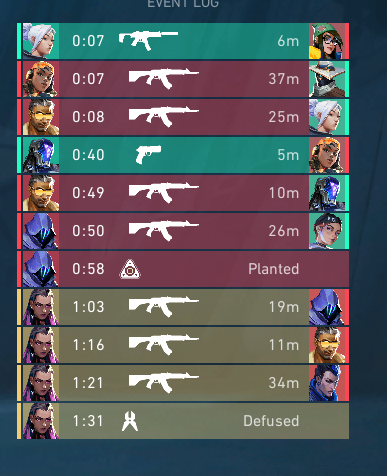 EVENT LOG
0:07 6m
0:07 37m
0:08 25m
0:40 5m
0:49 10m
0:50 26m
0:58 Planted
1:03 19m
1:16 11m
1:21 34m
1:31 Defused